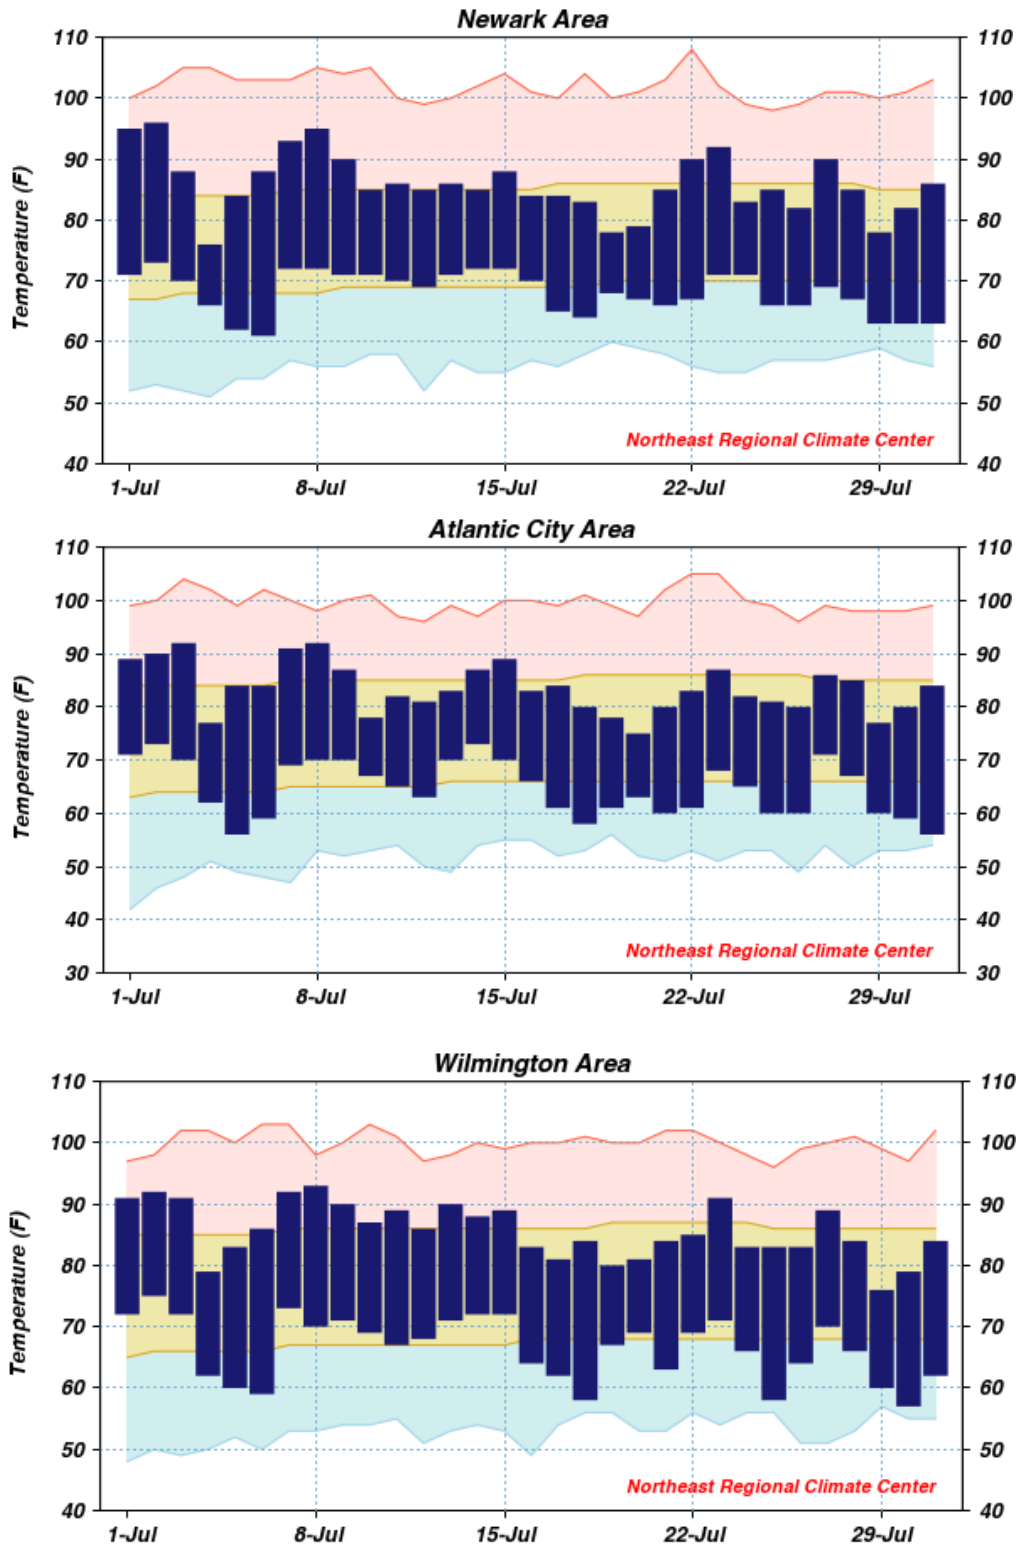 Newark Area
110 110
100 100
90 90
80 80
70 70
60 60
50 50
40 40
Temperature (F)
Northeast Regional Climate Center
1-Jul 8-Jul 15-Jul 22-Jul 29-Jul
Atlantic City Area
110 110
100 100
90 90
80 80
70 70
60 60
50 50
40 40
30 30
Temperature (F)
Northeast Regional Climate Center
1-Jul 8-Jul 15-Jul 22-Jul 29-Jul
Wilmington Area
110 110
100 100
90 90
80 80
70 70
60 60
50 50
40 40
Temperature (F)
Northeast Regional Climate Center
1-Jul 8-Jul 15-Jul 22-Jul 29-Jul